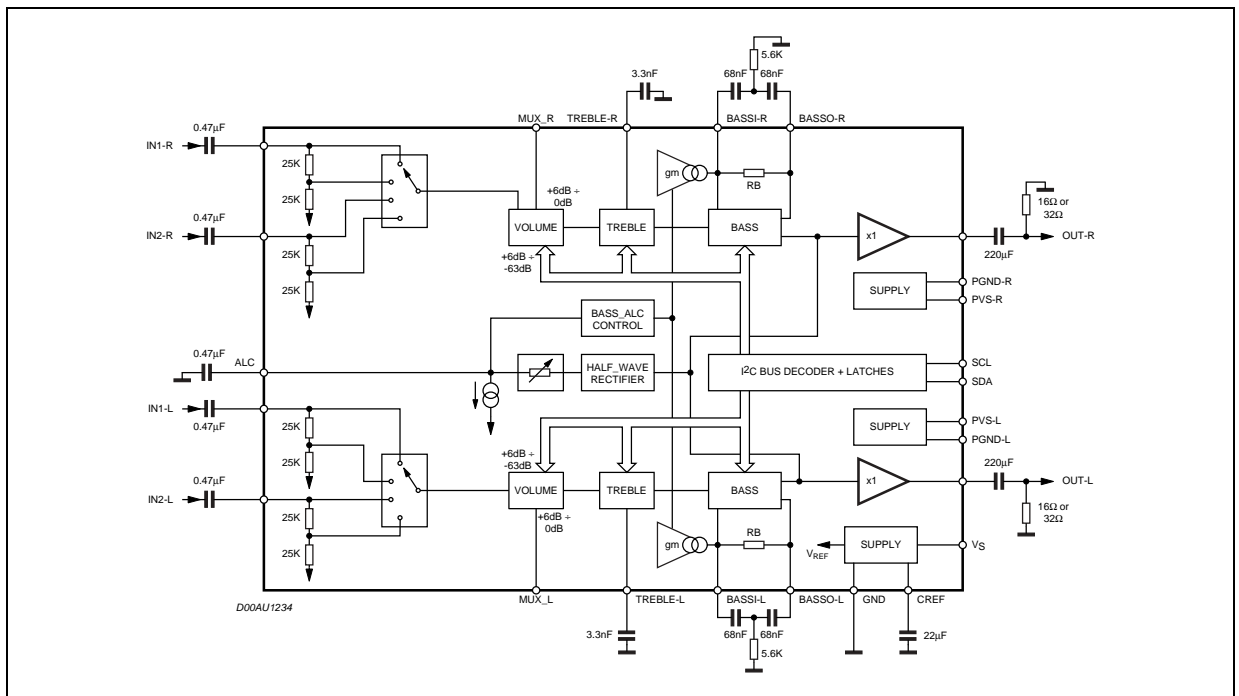 5.6K
3.3nF
68nF 68nF
MUX_R TREBLE-R BASSI-R BASSO-R
0.47µF
IN1-R
25K
25K
gm
RB
+6dB ÷
0dB
16Ω or
32Ω
0.47µF
IN2-R
VOLUME
TREBLE
BASS
x1
OUT-R
220µF
25K
25K
+6dB ÷
-63dB
SUPPLY
PGND-R
PVS-R
BASS_ALC
CONTROL
0.47µF
ALC
HALF_WAVE
RECTIFIER
I²C BUS DECODER + LATCHES
SCL
SDA
IN1-L
0.47µF
25K
25K
SUPPLY
PVS-L
PGND-L
+6dB ÷
-63dB
0.47µF
IN2-L
VOLUME
TREBLE
BASS
x1
220µF
OUT-L
25K
25K
+6dB ÷
0dB
16Ω or
32Ω
gm
RB
VREF
SUPPLY
VS
D00AU1234
MUX_L
TREBLE-L
BASSI-L
BASSO-L
GND
CREF
3.3nF
68nF 68nF
22µF
5.6K